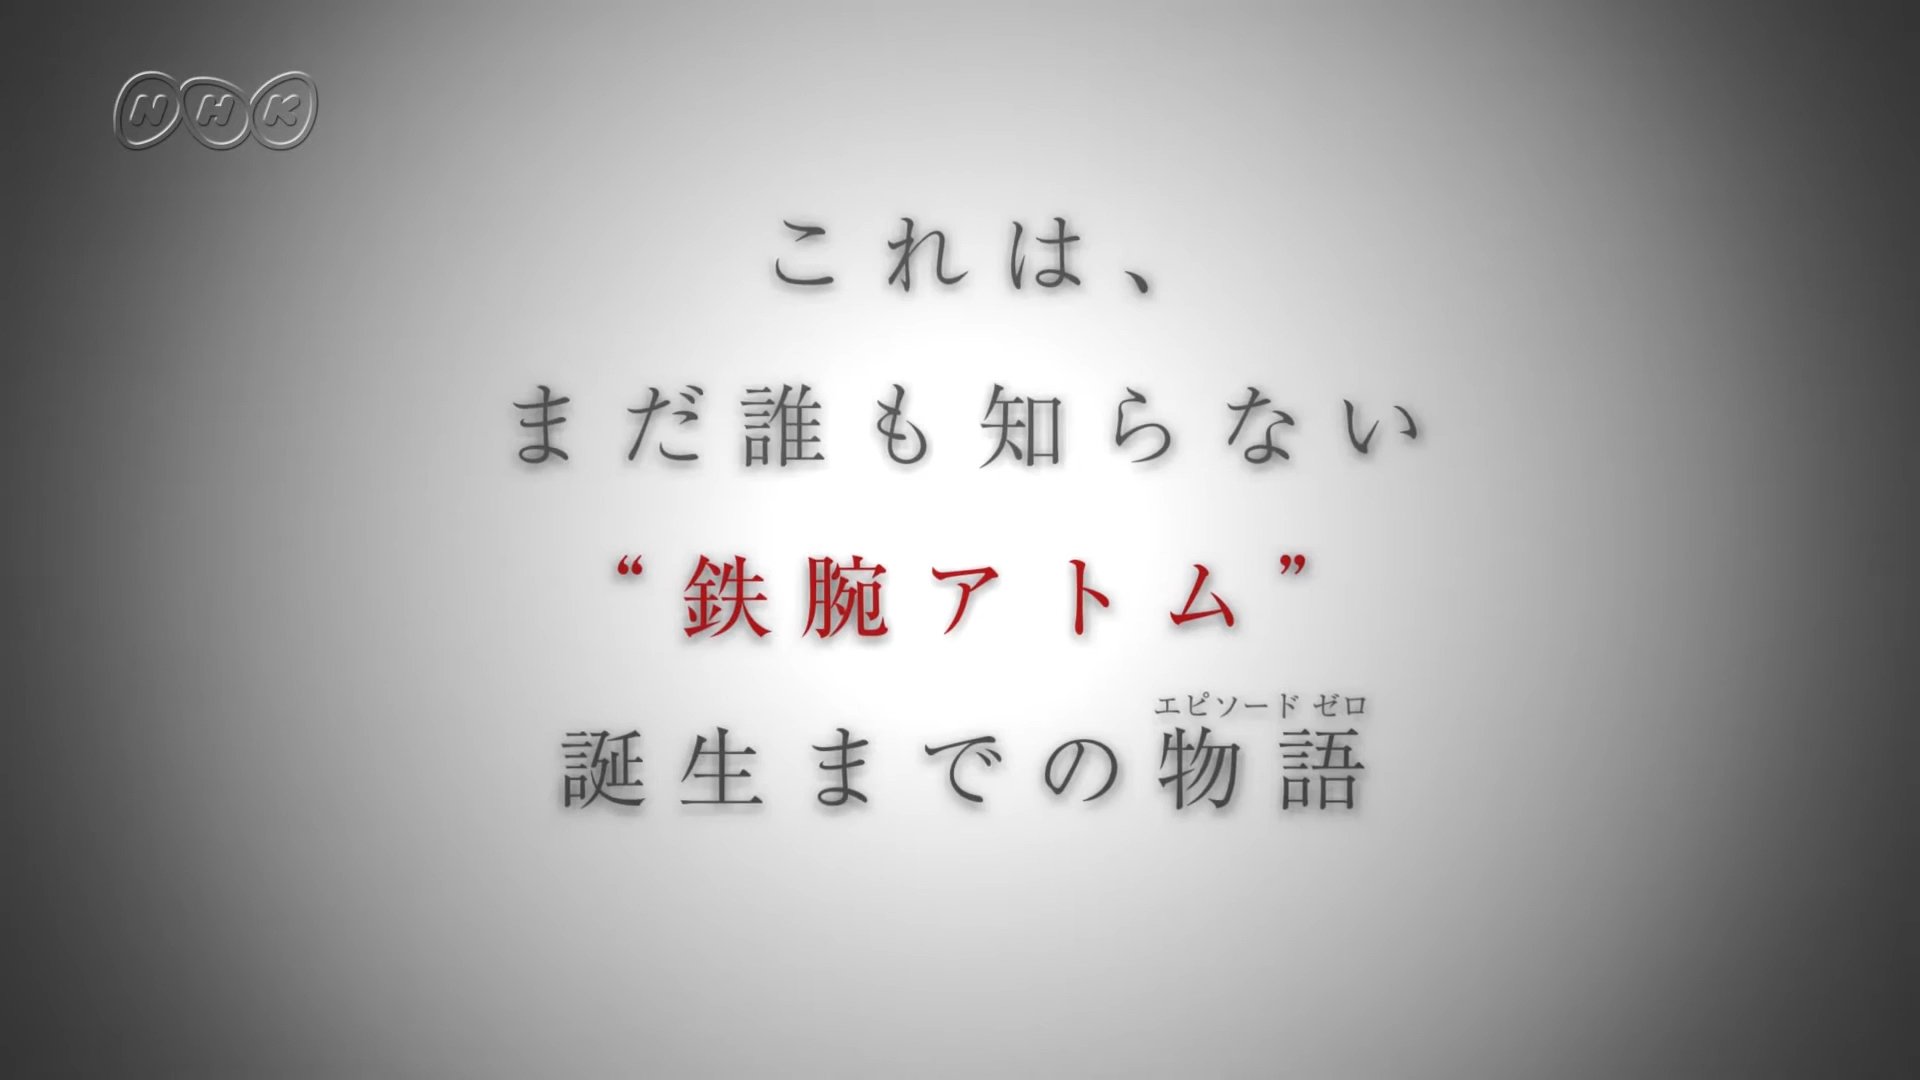 NHK
これは、
まだ誰も知らない
“鉄腕アトム”
エピソード ゼロ
誕生までの物語